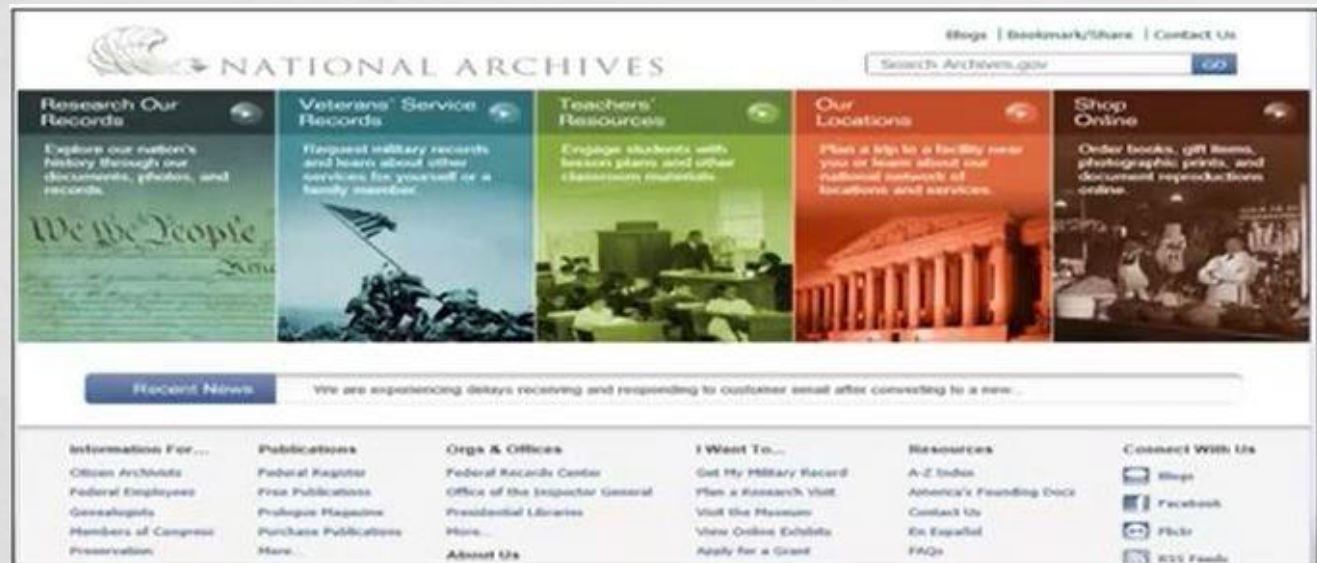 Blogs | Bookmark/Share | Contact Us
NATIONAL ARCHIVES
Search Archives.gov
GO
Research Our
Records
Explore our nation's
history through our
documents, photos, and
records.
We the People
Veterans' Service
Records
Request military records
and learn about other
services for yourself or a
family member.
Teachers'
Resources
Engage students with
lesson plans and other
classroom materials
Our
Locations
Plan a trip to a facility near
you or learn about our
national network of
locations and services.
Shop
Online
Order books, gift items,
photographic prints, and
document reproductions
online.
Recent News
We are experiencing delays receiving and responding to customer email after converting to a new...
Information For...
Citizen Archivists
Federal Employees
Genealogists
Members of Congress
Preservation
Publications
Federal Register
Free Publications
Prologue Magazine
Purchase Publications
More...
Orgs & Offices
Federal Records Center
Office of the Inspector General
Presidential Libraries
More...
About Us
I Want To...
Get My Military Record
Plan a Research Visit
Visit the Museum
View Online Exhibits
Apply for a Grant
Resources
A-Z Index
America's Founding Docs
Contact Us
En Español
FAQs
Connect With Us
Blogs
Facebook
Flickr
RSS Feeds